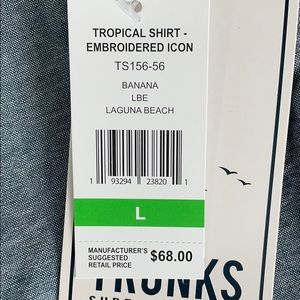 TROPICAL SHIRT -
EMBROIDERED ICON
TS156-56
BANANA
LBE
LAGUNA BEACH
1 93294 23820 1
L
MANUFACTURER'S
SUGGESTED
RETAIL PRICE
$68.00
TRUNKS